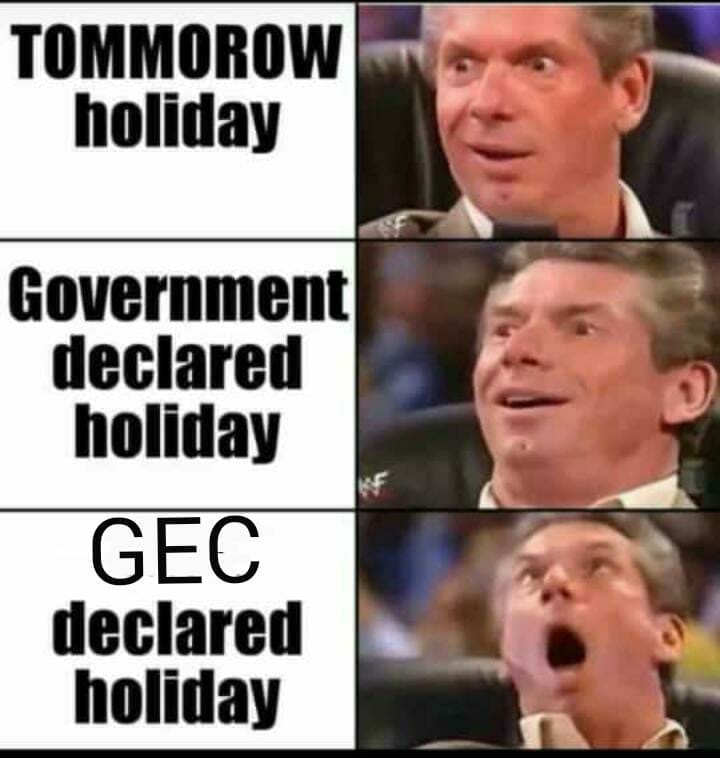 TOMMOROW
holiday
Government
declared
holiday
GEC
declared
holiday